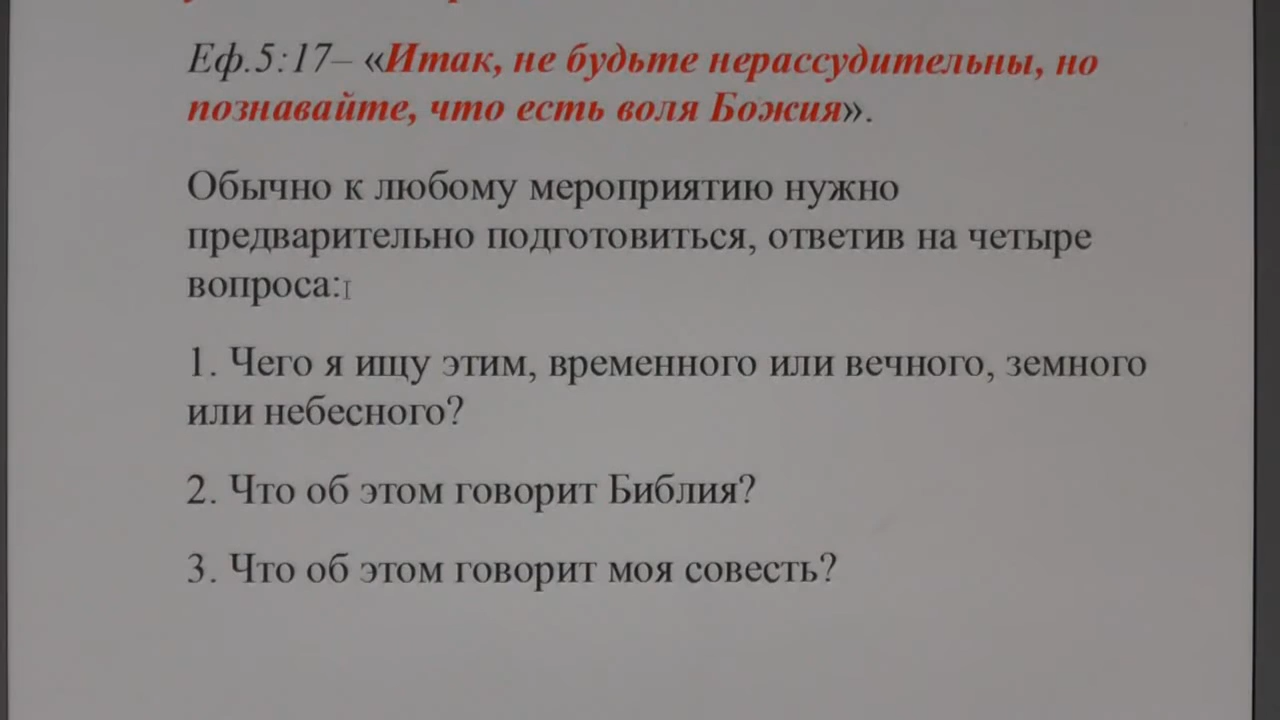 Еф.5:17– «Итак, не будьте нерассудительны, но
познавайте, что есть воля Божия».
Обычно к любому мероприятию нужно
предварительно подготовиться, ответив на четыре
вопроса:
1. Чего я ищу этим, временного или вечного, земного
или небесного?
2. Что об этом говорит Библия?
3. Что об этом говорит моя совесть?